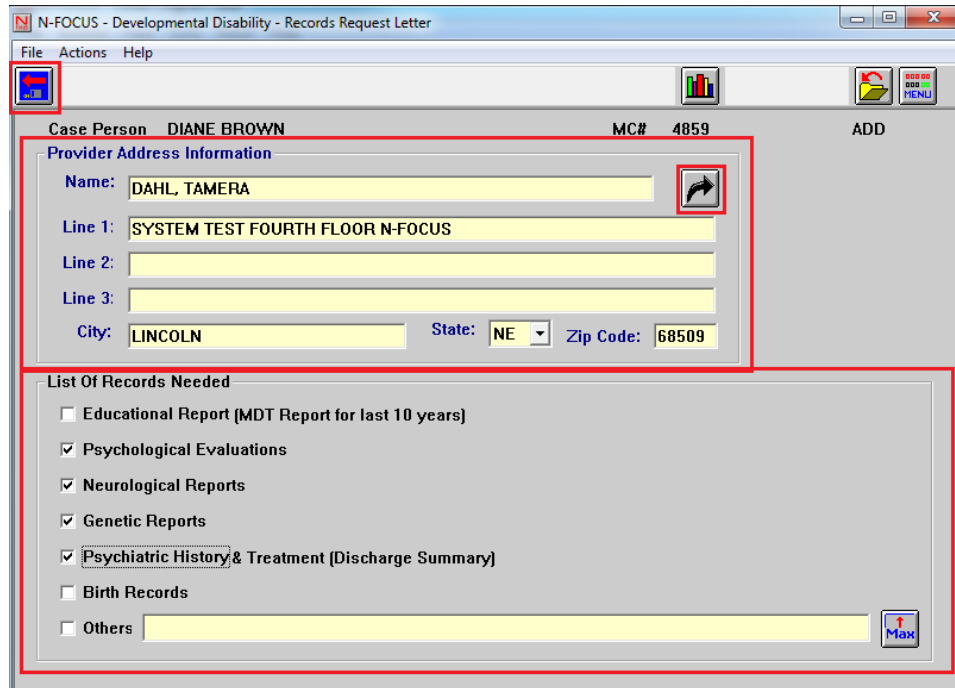 N-FOCUS - Developmental Disability - Records Request Letter
File Actions Help
MENU
Case Person DIANE BROWN MC# 4859 ADD
Provider Address Information
Name: DAHL, TAMERA
Line 1: SYSTEM TEST FOURTH FLOOR N-FOCUS
Line 2:
Line 3:
City: LINCOLN State: NE Zip Code: 68509
List Of Records Needed
Educational Report (MDT Report for last 10 years)
Psychological Evaluations
Neurological Reports
Genetic Reports
Psychiatric History & Treatment (Discharge Summary)
Birth Records
Others Max